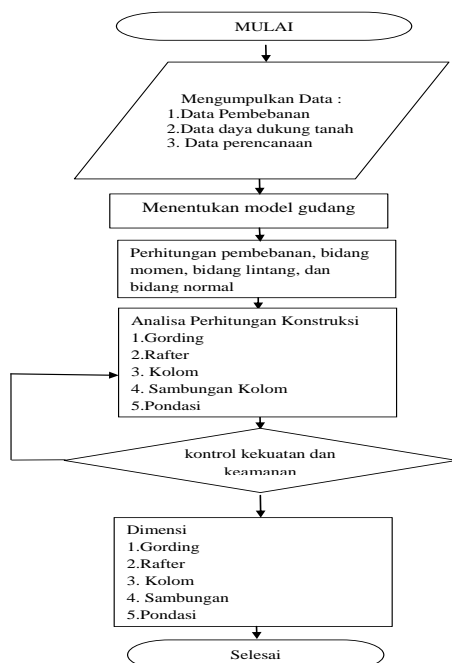 MULAI
Mengumpulkan Data :
1.Data Pembebanan
2.Data daya dukung tanah
3. Data perencanaan
Menentukan model gudang
Perhitungan pembebanan, bidang
momen, bidang lintang, dan
bidang normal
Analisa Perhitungan Konstruksi
1.Gording
2.Rafter
3. Kolom
4. Sambungan Kolom
5.Pondasi
kontrol kekuatan dan
keamanan
Dimensi
1.Gording
2.Rafter
3. Kolom
4. Sambungan
5.Pondasi
Selesai